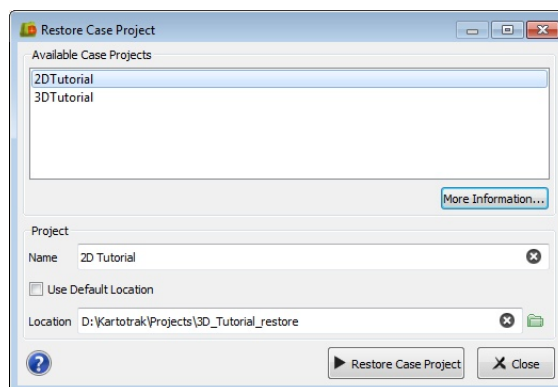 Restore Case Project
Available Case Projects
2DTutorial
3DTutorial
More Information...
Project
Name 2D Tutorial
Use Default Location
Location D:\Kartotrak\Projects\3D_Tutorial_restore
Restore Case Project Close